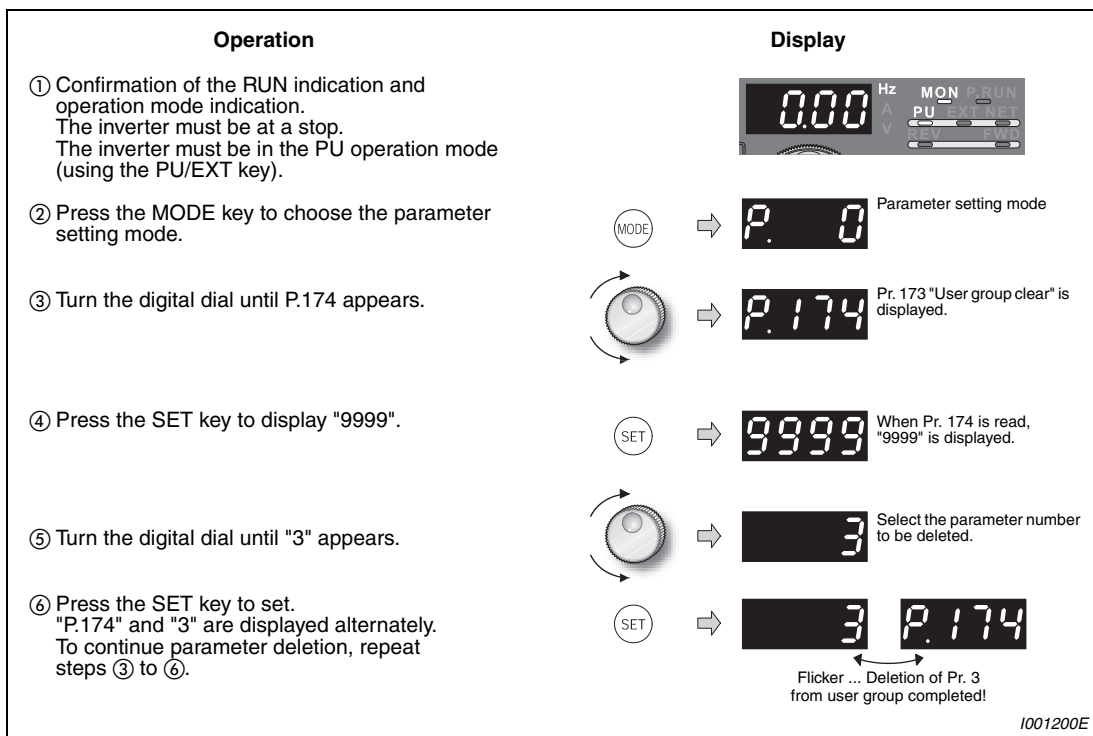 Operation
Display
① Confirmation of the RUN indication and
operation mode indication.
The inverter must be at a stop.
The inverter must be in the PU operation mode
(using the PU/EXT key).
0.00
Hz
A
V
MON P.RUN
PU EXT NET
REV FWD
② Press the MODE key to choose the parameter
setting mode.
MODE
P. 0
Parameter setting mode
③ Turn the digital dial until P.174 appears.
P.174
Pr. 173 "User group clear" is
displayed.
④ Press the SET key to display "9999".
SET
9999
When Pr. 174 is read,
"9999" is displayed.
⑤ Turn the digital dial until "3" appears.
3
Select the parameter number
to be deleted.
⑥ Press the SET key to set.
"P.174" and "3" are displayed alternately.
To continue parameter deletion, repeat
steps ③ to ⑥.
SET
3 P.174
Flicker ... Deletion of Pr. 3
from user group completed!
I001200E